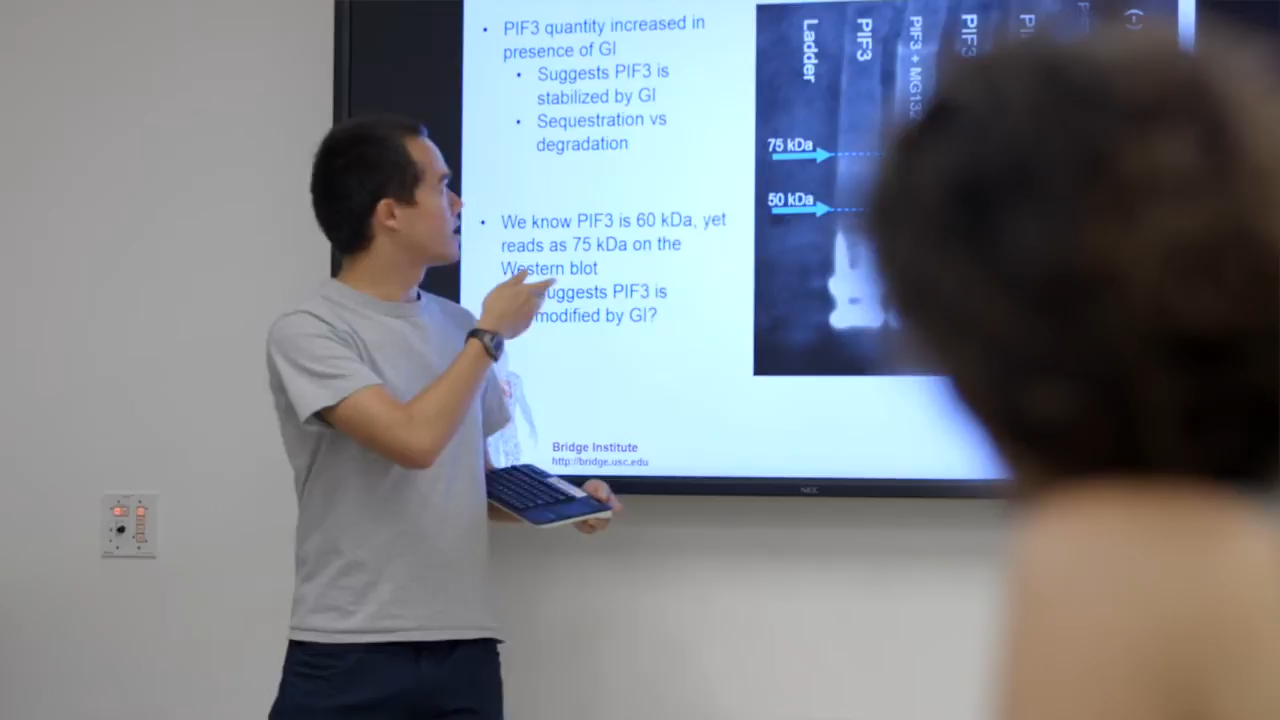 • PIF3 quantity increased in
presence of GI
• Suggests PIF3 is
stabilized by GI
• Sequestration vs
degradation
• We know PIF3 is 60 kDa, yet
reads as 75 kDa on the
Western blot
Suggests PIF3 is
modified by GI?
Bridge Institute
http://bridge.usc.edu
Ladder
PIF3
PIF3 + MG132
PIF3
(-)
75 kDa
50 kDa
NEC